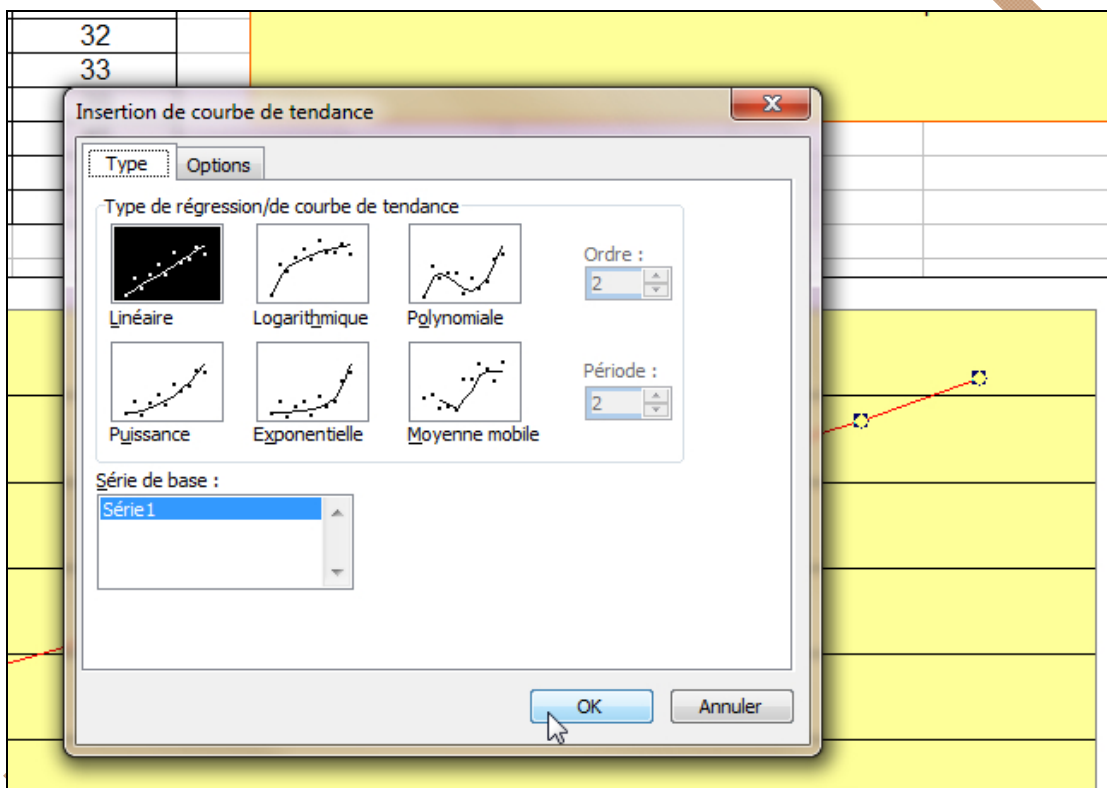 32
33
Insertion de courbe de tendance
Type Options
Type de régression/de courbe de tendance
Ordre :
2
Linéaire Logarithmique Polynomiale
Période :
2
Puissance Exponentielle Moyenne mobile
Série de base :
Série1
OK Annuler